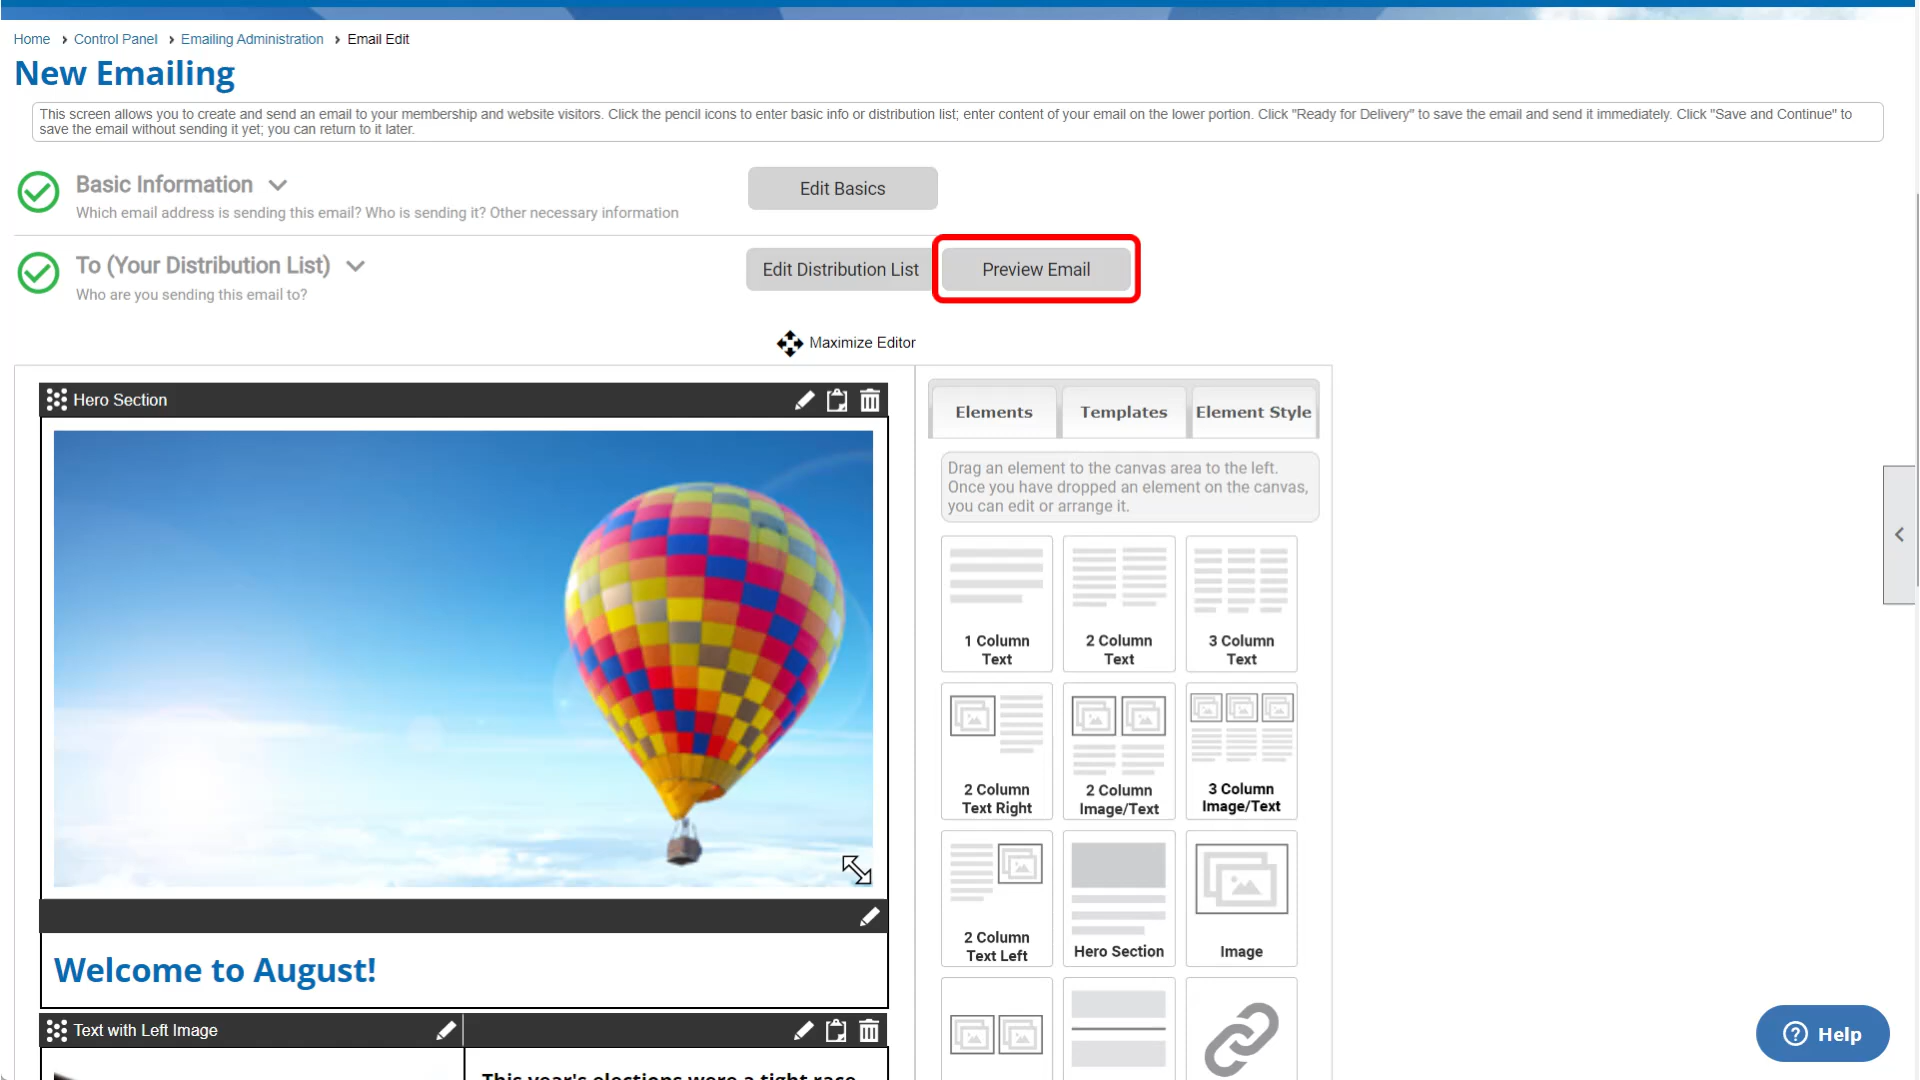 Home › Control Panel › Emailing Administration › Email Edit
New Emailing
This screen allows you to create and send an email to your membership and website visitors. Click the pencil icons to enter basic info or distribution list; enter content of your email on the lower portion. Click "Ready for Delivery" to save the email and send it immediately. Click "Save and Continue" to
save the email without sending it yet; you can return to it later.
Basic Information
Edit Basics
Which email address is sending this email? Who is sending it? Other necessary information
To (Your Distribution List)
Edit Distribution List
Preview Email
Who are you sending this email to?
Maximize Editor
Hero Section
Welcome to August!
Text with Left Image
This year's elections were a tight race
Elements
Templates
Element Style
Drag an element to the canvas area to the left.
Once you have dropped an element on the canvas,
you can edit or arrange it.
1 Column
Text
2 Column
Text
3 Column
Text
2 Column
Text Right
2 Column
Image/Text
3 Column
Image/Text
2 Column
Text Left
Hero Section
Image
? Help